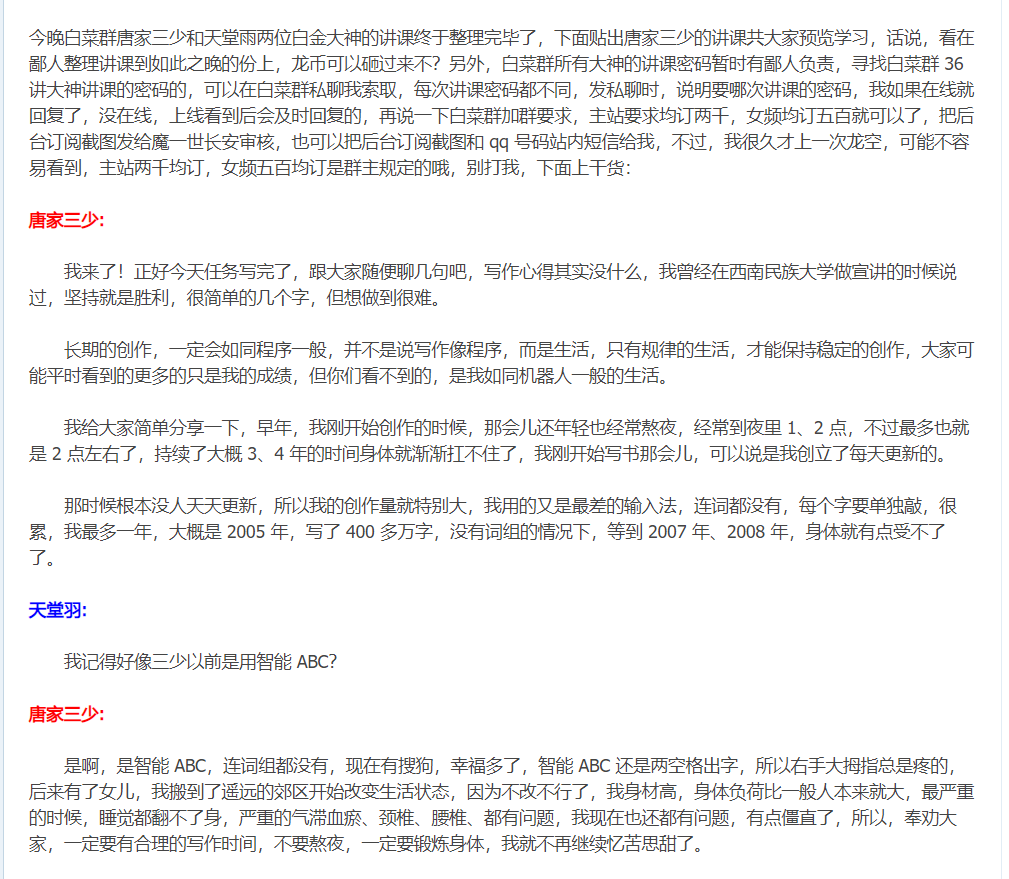 今晚白菜群唐家三少和天堂雨两位白金大神的讲课终于整理完毕了，下面贴出唐家三少的讲课共大家预览学习，话说，看在
鄙人整理讲课到如此之晚的份上，龙币可以砸过来不？另外，白菜群所有大神的讲课密码暂时有鄙人负责，寻找白菜群 36
讲大神讲课的密码的，可以在白菜群私聊我索取，每次讲课密码都不同，发私聊时，说明要哪次讲课的密码，我如果在线就
回复了，没在线，上线看到后会及时回复的，再说一下白菜群加群要求，主站要求均订两千，女频均订五百就可以了，把后
台订阅截图发给魔一世长安审核，也可以把后台订阅截图和 qq 号码站内短信给我，不过，我很久才上一次龙空，可能不容
易看到，主站两千均订，女频五百均订是群主规定的哦，别打我，下面上干货：
唐家三少:
我来了！正好今天任务写完了，跟大家随便聊几句吧，写作心得其实没什么，我曾经在西南民族大学做宣讲的时候说
过，坚持就是胜利，很简单的几个字，但想做到很难。
长期的创作，一定会如同程序一般，并不是说写作像程序，而是生活，只有规律的生活，才能保持稳定的创作，大家可
能平时看到的更多的只是我的成绩，但你们看不到的，是我如同机器人一般的生活。
我给大家简单分享一下，早年，我刚开始创作的时候，那会儿还年轻也经常熬夜，经常到夜里 1、2 点，不过最多也就
是 2 点左右了，持续了大概 3、4 年的时间身体就渐渐扛不住了，我刚开始写书那会儿，可以说是我创立了每天更新的。
那时候根本没人天天更新，所以我的创作量就特别大，我用的又是最差的输入法，连词都没有，每个字要单独敲，很
累，我最多一年，大概是 2005 年，写了 400 多万字，没有词组的情况下，等到 2007 年、2008 年，身体就有点受不了
了。
天堂羽:
我记得好像三少以前是用智能 ABC？
唐家三少:
是啊，是智能 ABC，连词组都没有，现在有搜狗，幸福多了，智能 ABC 还是两空格出字，所以右手大拇指总是疼的，
后来有了女儿，我搬到了遥远的郊区开始改变生活状态，因为不改不行了，我身材高，身体负荷比一般人本来就大，最严重
的时候，睡觉都翻不了身，严重的气滞血瘀、颈椎、腰椎、都有问题，我现在也还都有问题，有点僵直了，所以，奉劝大
家，一定要有合理的写作时间，不要熬夜，一定要锻炼身体，我就不再继续忆苦思甜了。